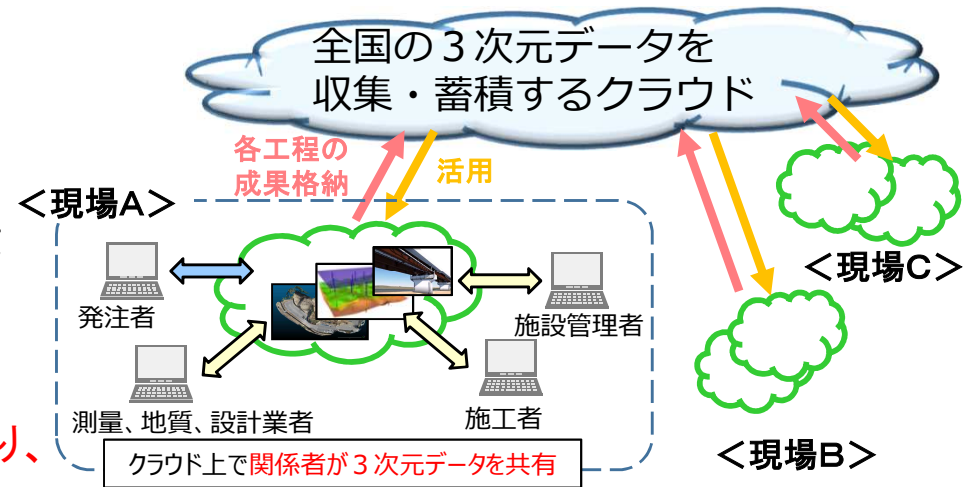 全国の３次元データを
収集・蓄積するクラウド
各工程の
成果格納
活用
＜現場A＞
発注者
施設管理者
測量、地質、設計業者
施工者
クラウド上で関係者が３次元データを共有
＜現場C＞
＜現場B＞
り、